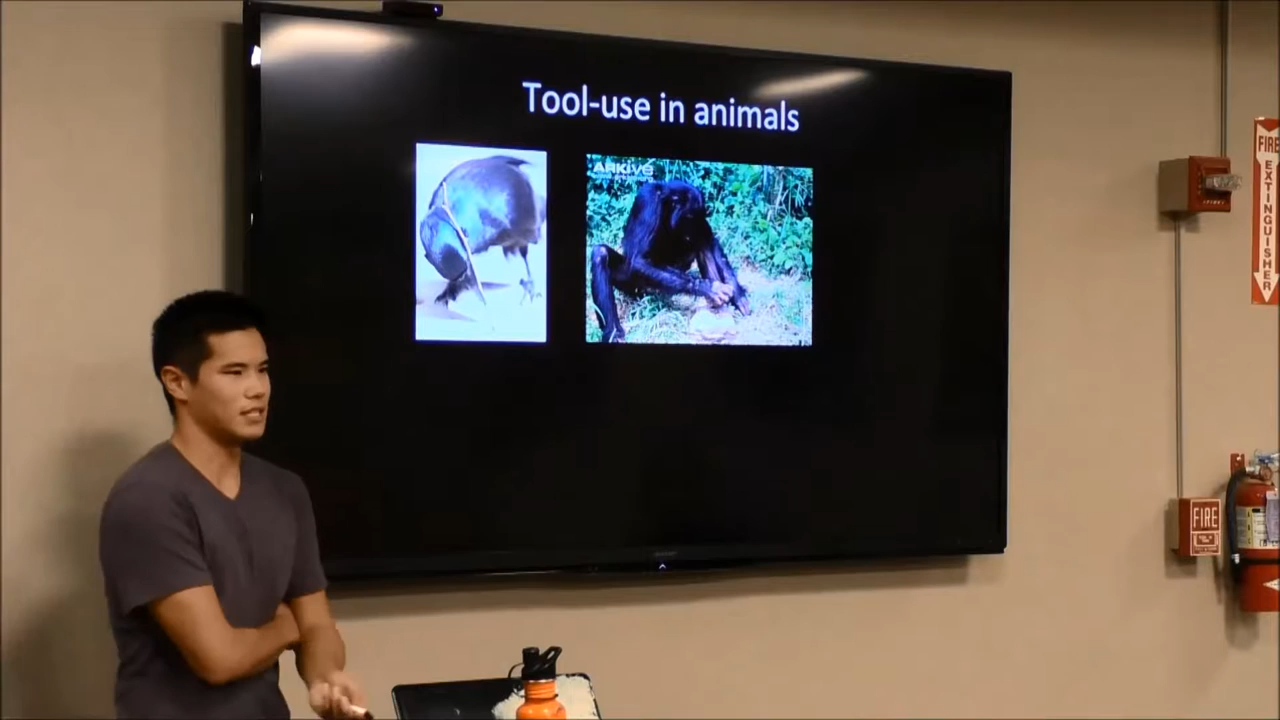 Tool-use in animals
ARKIVE
FIRE
EXTINGUISHER
FIRE